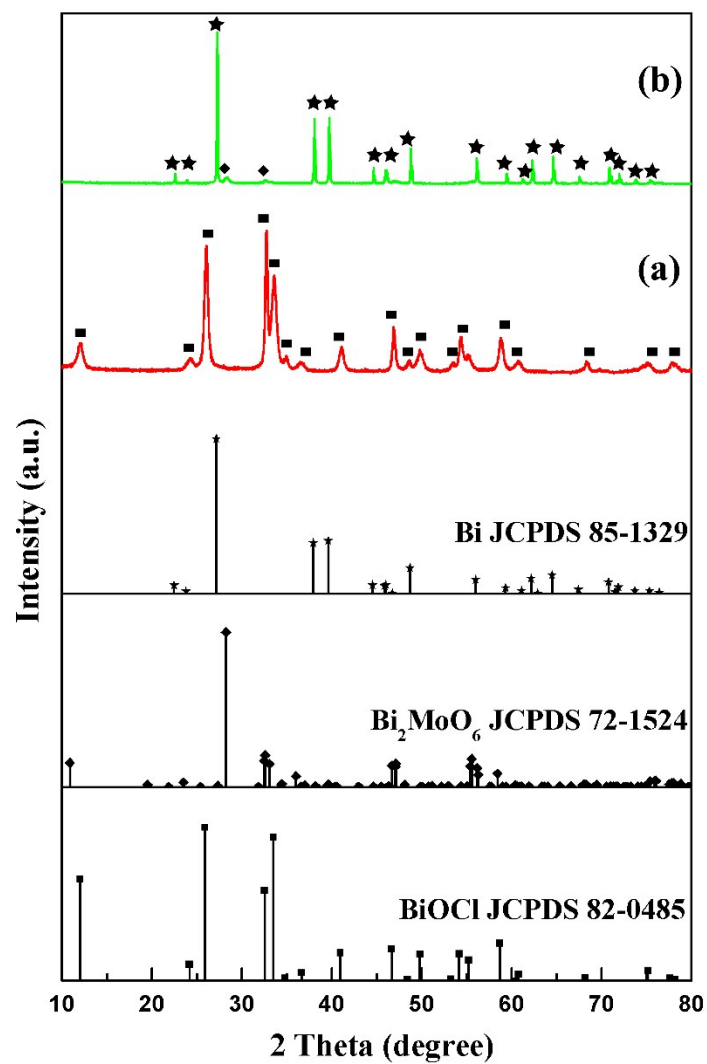 (b)
(a)
Bi JCPDS 85-1329
Bi₂MoO₆ JCPDS 72-1524
BiOCl JCPDS 82-0485
Intensity (a.u.)
10 20 30 40 50 60 70 80
2 Theta (degree)